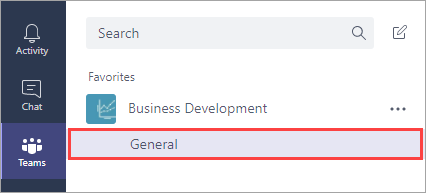 Activity
Chat
Teams
Search
Favorites
Business Development
General